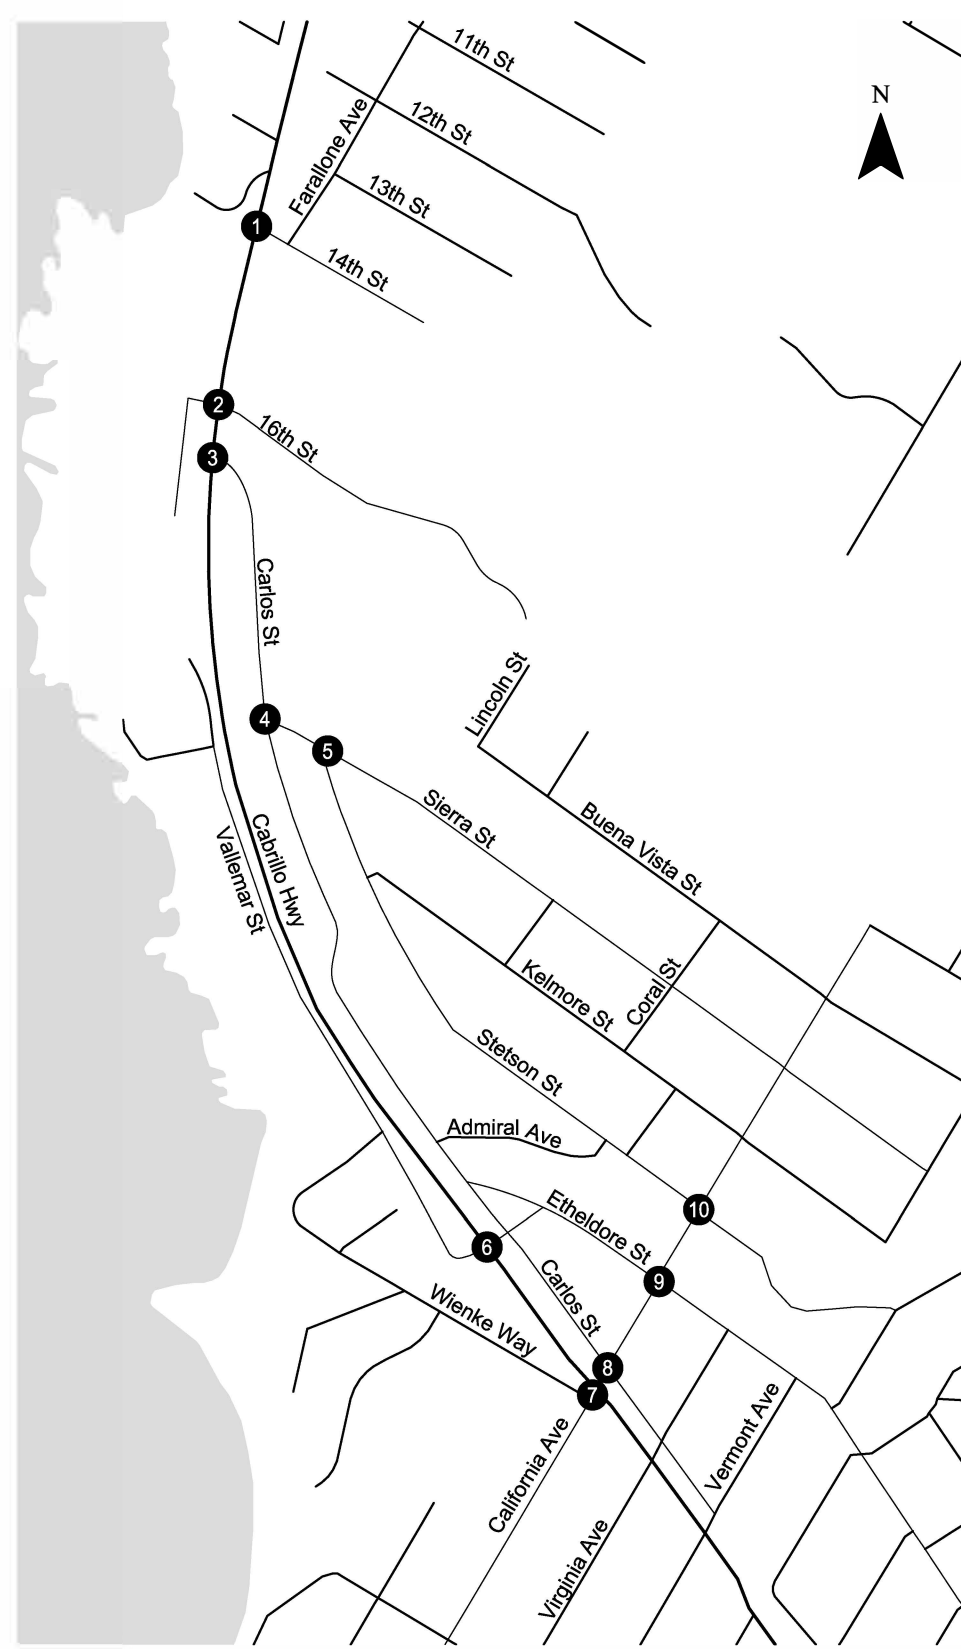 11th St
N
12th St
Farallone Ave
13th St
1
14th St
2
16th St
3
Carlos St
Lincoln St
4
5
Sierra St
Buena Vista St
Cabrillo Hwy
Vallemar St
Kelmore St
Coral St
Stetson St
Admiral Ave
10
Etheldore St
6
9
Carlos St
Wienke Way
8
7
Vermont Ave
California Ave
Virginia Ave